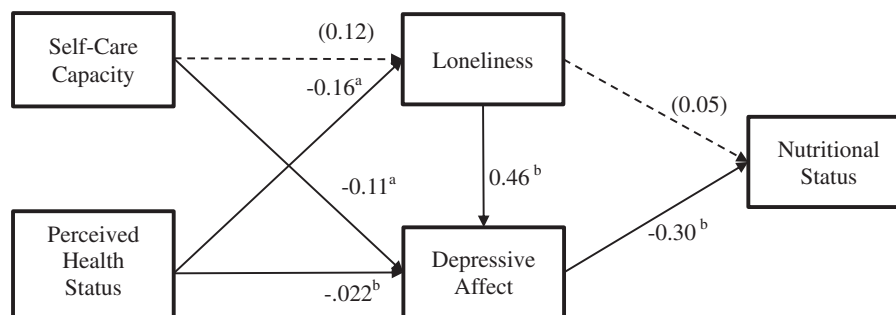 Self-Care
Capacity
(0.12)
Loneliness
-0.16ᵃ
(0.05)
Nutritional
Status
-0.11ᵃ
0.46 ᵇ
-0.30 ᵇ
Perceived
Health
Status
-.022ᵇ
Depressive
Affect